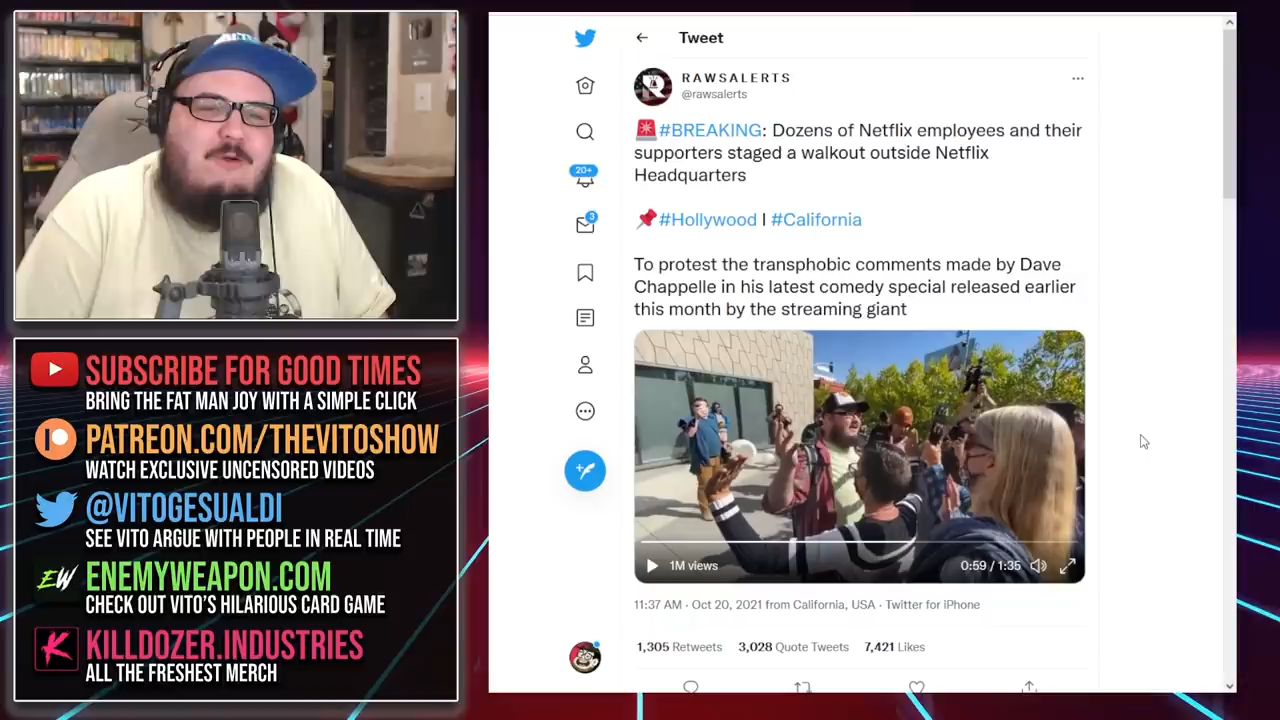 SUBSCRIBE FOR GOOD TIMES
BRING THE FAT MAN JOY WITH A SIMPLE CLICK
PATREON.COM/THEVITOSHOW
WATCH EXCLUSIVE UNCENSORED VIDEOS
@VITOGESUALDI
SEE VITO ARGUE WITH PEOPLE IN REAL TIME
EW
ENEMYWEAPON.COM
CHECK OUT VITO'S HILARIOUS CARD GAME
K
KILLDOZER.INDUSTRIES
ALL THE FRESHEST MERCH
Tweet
R A W S A L E R T S
@rawsalerts
#BREAKING: Dozens of Netflix employees and their
supporters staged a walkout outside Netflix
Headquarters
#Hollywood | #California
To protest the transphobic comments made by Dave
Chappelle in his latest comedy special released earlier
this month by the streaming giant
20+
3
1M views
0:59 / 1:35
11:37 AM · Oct 20, 2021 from California, USA · Twitter for iPhone
1,305 Retweets 3,028 Quote Tweets 7,421 Likes